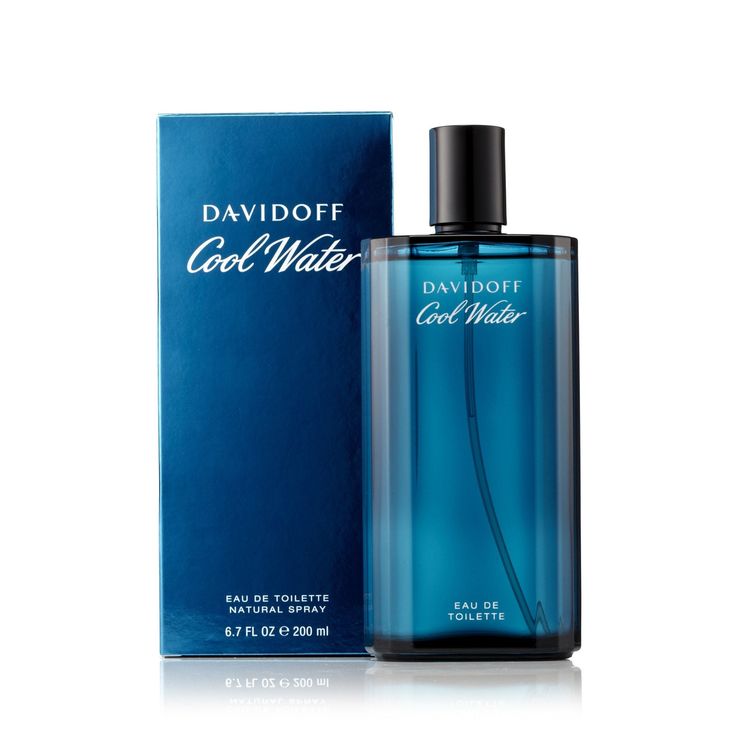 DAVIDOFF
Cool Water
EAU DE TOILETTE
NATURAL SPRAY
6.7 FL OZ ℮ 200 ml
DAVIDOFF
Cool Water
EAU DE
TOILETTE